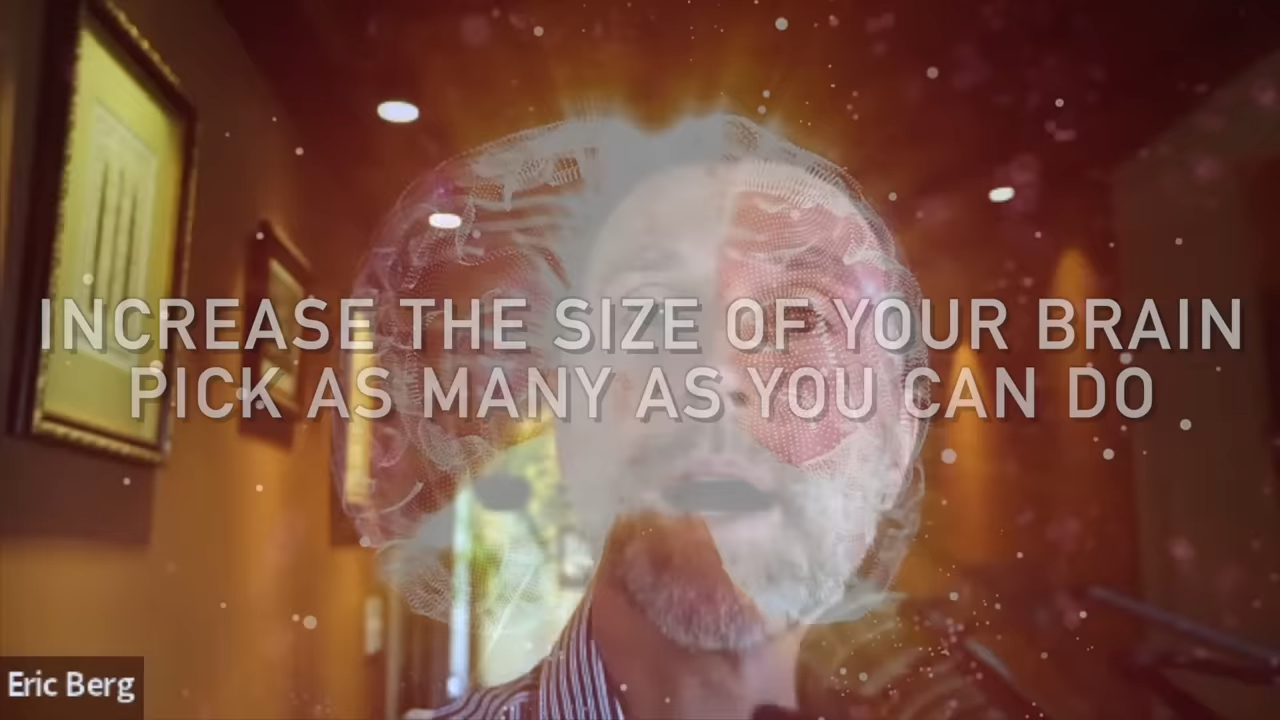 INCREASE THE SIZE OF YOUR BRAIN
PICK AS MANY AS YOU CAN DO
Eric Berg